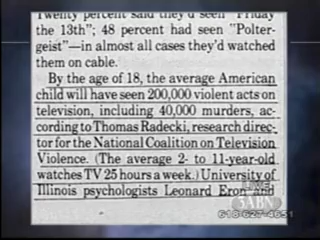 Twenty percent said they'd seen "Friday
the 13th"; 48 percent had seen "Polter-
geist"—in almost all cases they'd watched
them on cable.
By the age of 18, the average American
child will have seen 200,000 violent acts on
television, including 40,000 murders, ac-
cording to Thomas Radecki, research direc-
tor for the National Coalition on Television
Violence. (The average 2- to 11-year-old
watches TV 25 hours a week.) University of
Illinois psychologists Leonard Eron and
LIVE
3ABN
618-627-4651